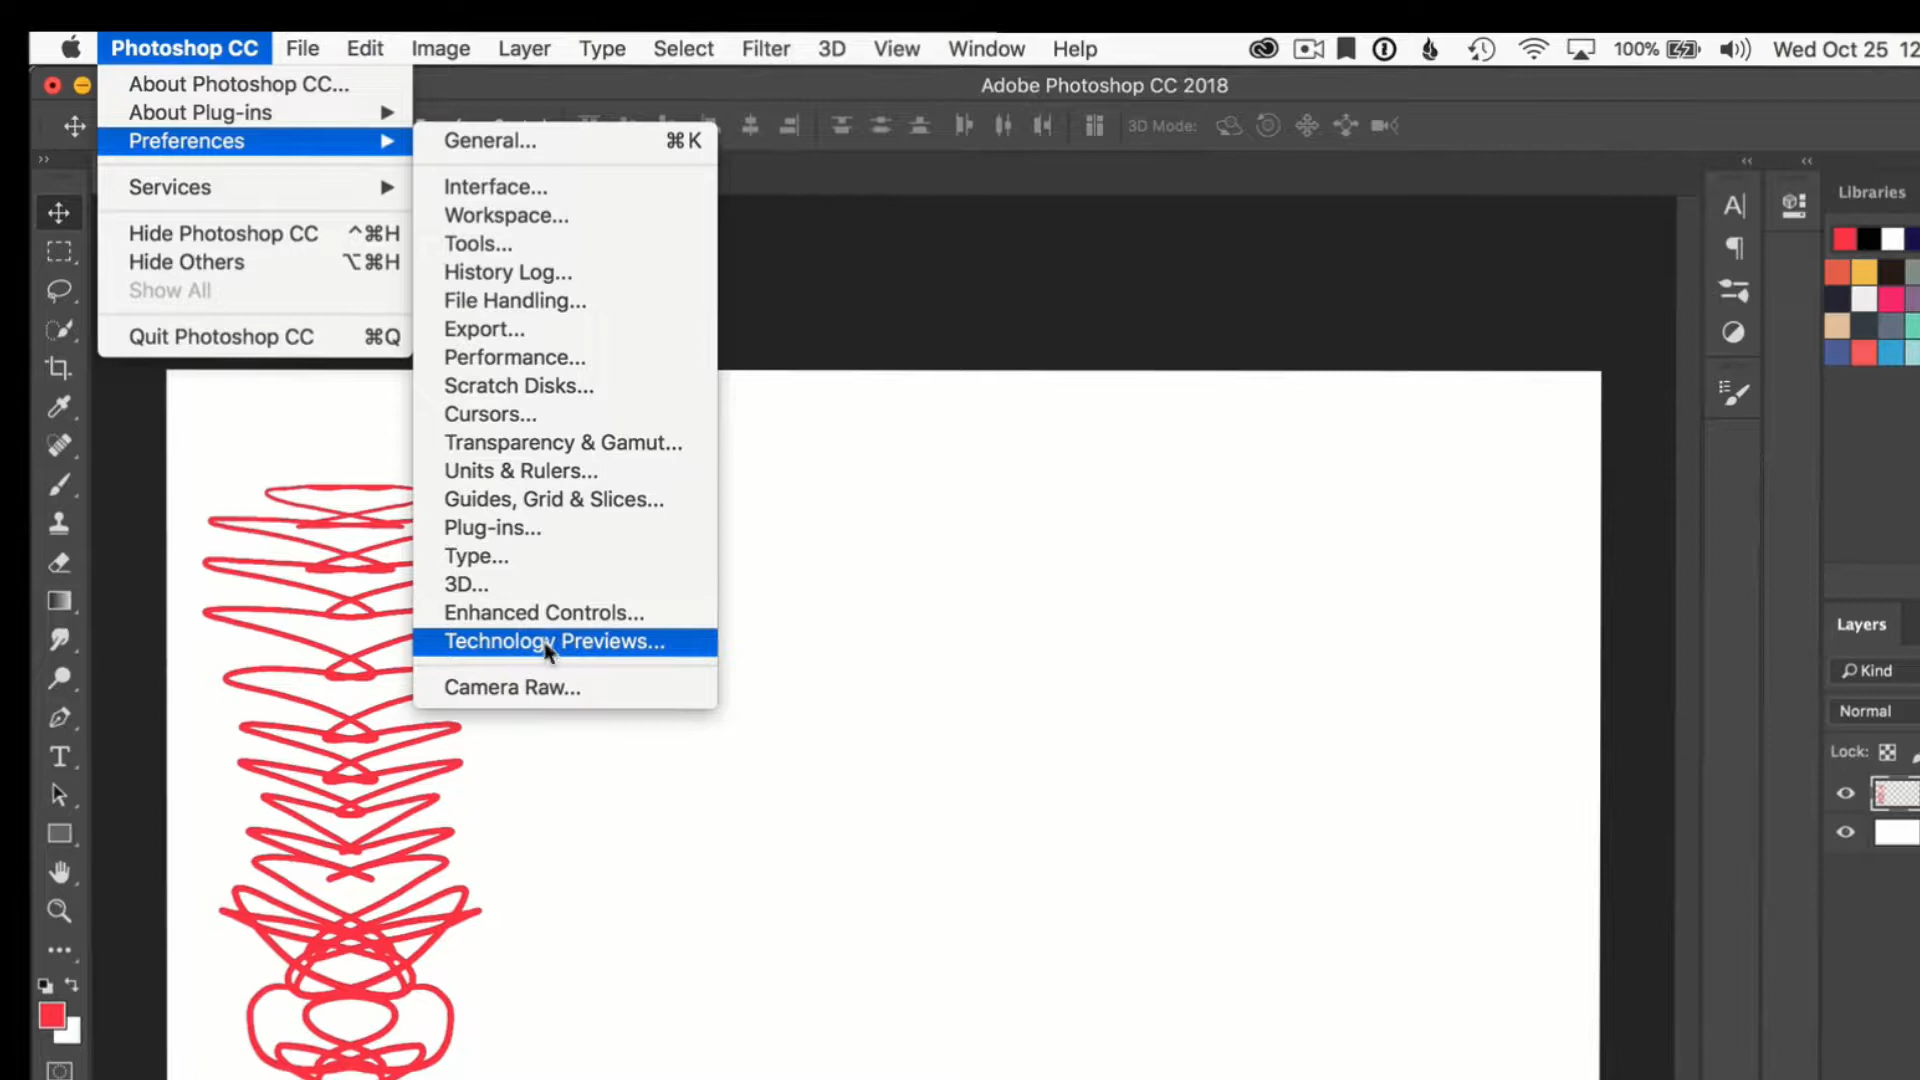 Photoshop CC File Edit Image Layer Type Select Filter 3D View Window Help 100% Wed Oct 25 12
Adobe Photoshop CC 2018
About Photoshop CC...
About Plug-ins
Preferences
Services
Hide Photoshop CC ^⌘H
Hide Others ⌥⌘H
Show All
Quit Photoshop CC ⌘Q
General... ⌘K
Interface...
Workspace...
Tools...
History Log...
File Handling...
Export...
Performance...
Scratch Disks...
Cursors...
Transparency & Gamut...
Units & Rulers...
Guides, Grid & Slices...
Plug-ins...
Type...
3D...
Enhanced Controls...
Technology Previews...
Camera Raw...
3D Mode:
Libraries
Layers
Kind
Normal
Lock: